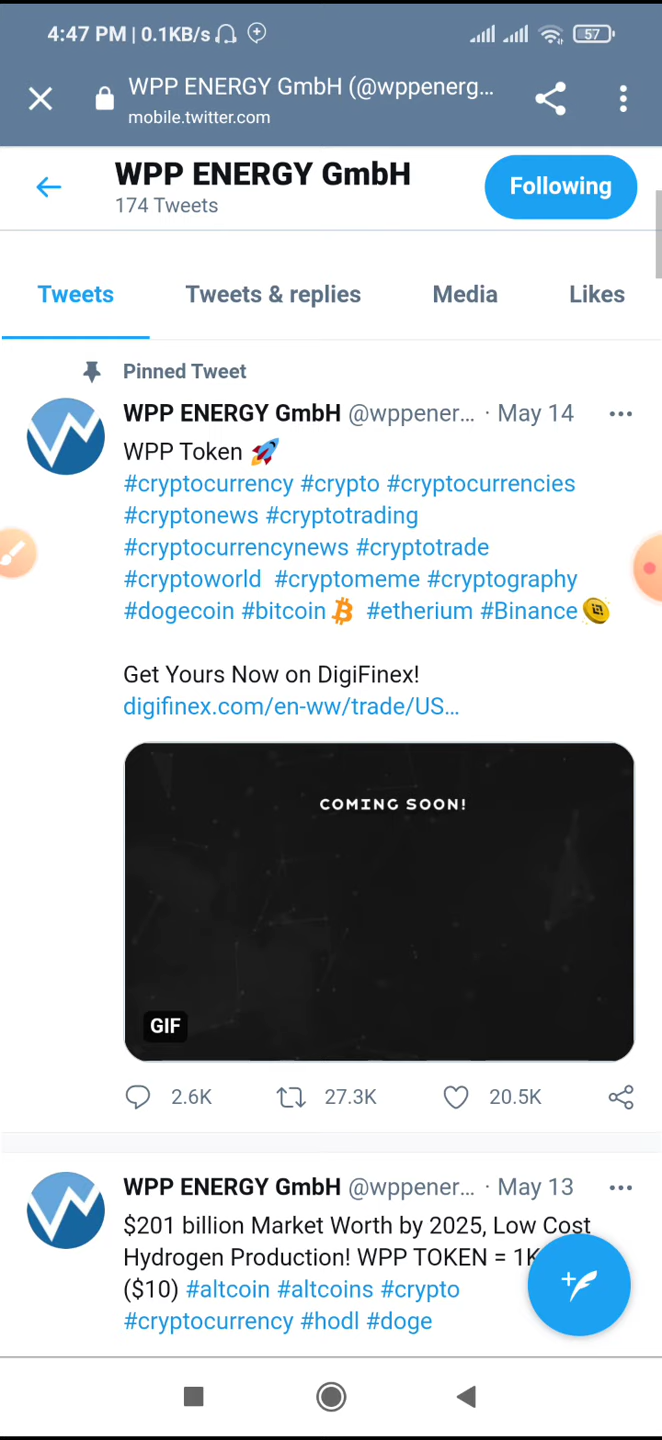 4:47 PM | 0.1KB/s
57
WPP ENERGY GmbH (@wppenerg...
mobile.twitter.com
WPP ENERGY GmbH
174 Tweets
Following
Tweets
Tweets & replies
Media
Likes
Pinned Tweet
WPP ENERGY GmbH @wppener... · May 14
WPP Token 🚀
#cryptocurrency #crypto #cryptocurrencies
#cryptonews #cryptotrading
#cryptocurrencynews #cryptotrade
#cryptoworld #cryptomeme #cryptography
#dogecoin #bitcoin #etherium #Binance
Get Yours Now on DigiFinex!
digifinex.com/en-ww/trade/US...
COMING SOON!
GIF
2.6K
27.3K
20.5K
WPP ENERGY GmbH @wppener... · May 13
$201 billion Market Worth by 2025, Low Cost
Hydrogen Production! WPP TOKEN = 1K
($10) #altcoin #altcoins #crypto
#cryptocurrency #hodl #doge